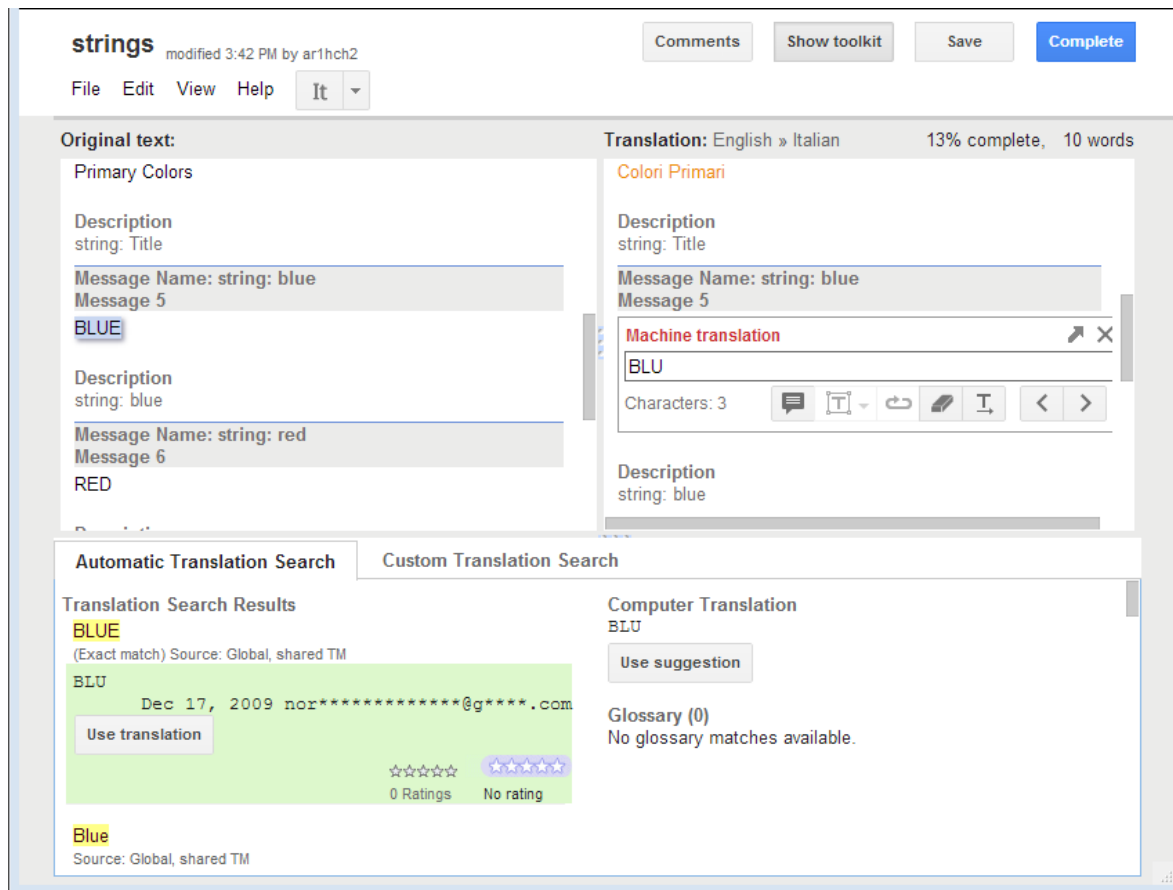 strings modified 3:42 PM by ar1hch2
Comments Show toolkit Save Complete
File Edit View Help It
Original text:
Primary Colors
Description
string: Title
Message Name: string: blue
Message 5
BLUE
Description
string: blue
Message Name: string: red
Message 6
RED
Translation: English » Italian 13% complete, 10 words
Colori Primari
Description
string: Title
Message Name: string: blue
Message 5
Machine translation
BLU
Characters: 3
Description
string: blue
Automatic Translation Search Custom Translation Search
Translation Search Results
BLUE
(Exact match) Source: Global, shared TM
BLU
Dec 17, 2009 nor*************@g****.com
Use translation
0 Ratings No rating
Blue
Source: Global, shared TM
Computer Translation
BLU
Use suggestion
Glossary (0)
No glossary matches available.